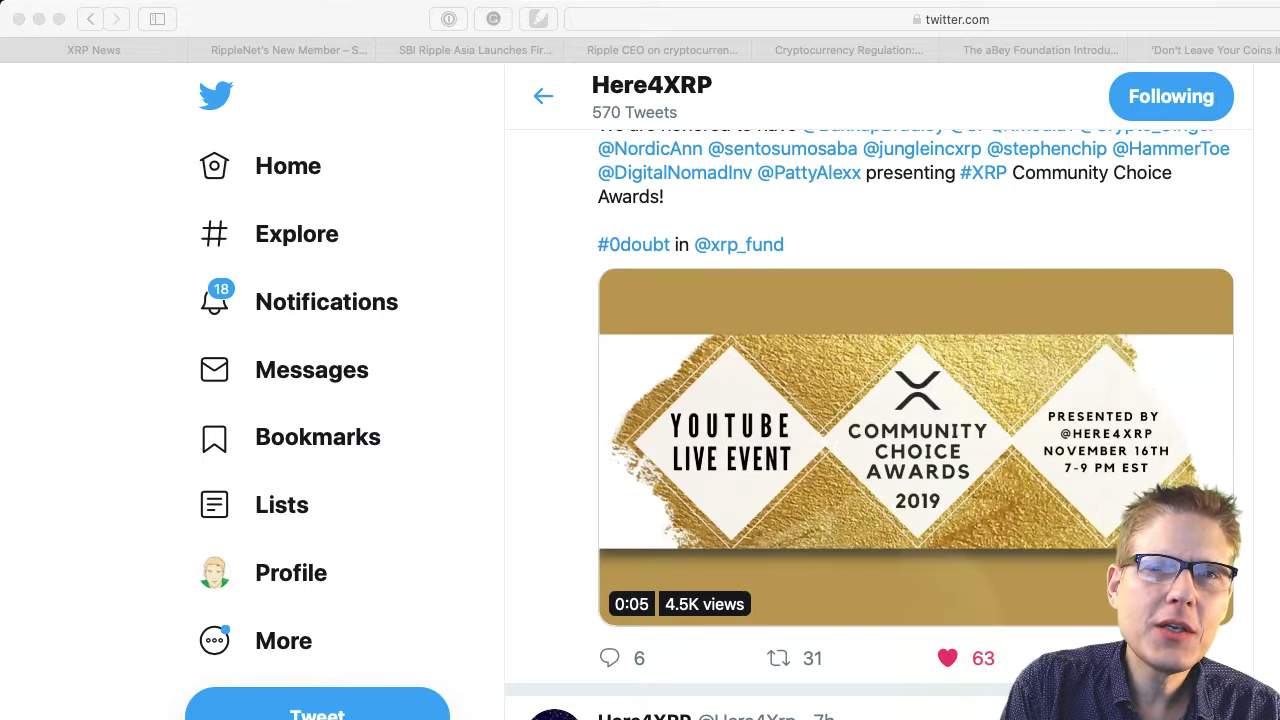 twitter.com
XRP News
RippleNet's New Member – S...
SBI Ripple Asia Launches Fir...
Ripple CEO on cryptocurren...
Cryptocurrency Regulation:...
The aBey Foundation Introdu...
'Don't Leave Your Coins
Here4XRP
570 Tweets
Following
Home
Explore
18
Notifications
Messages
Bookmarks
Lists
Profile
More
Tweet
@NordicAnn @sentosumosaba @jungleincxrp @stephenchip @HammerToe
@DigitalNomadInv @PattyAlexx presenting #XRP Community Choice
Awards!
#0doubt in @xrp_fund
YOUTUBE
LIVE EVENT
COMMUNITY
CHOICE
AWARDS
2019
PRESENTED BY
@HERE4XRP
NOVEMBER 16TH
7-9 PM EST
0:05
4.5K views
6
31
63
Here4XRP @Here4Xrp · 7h